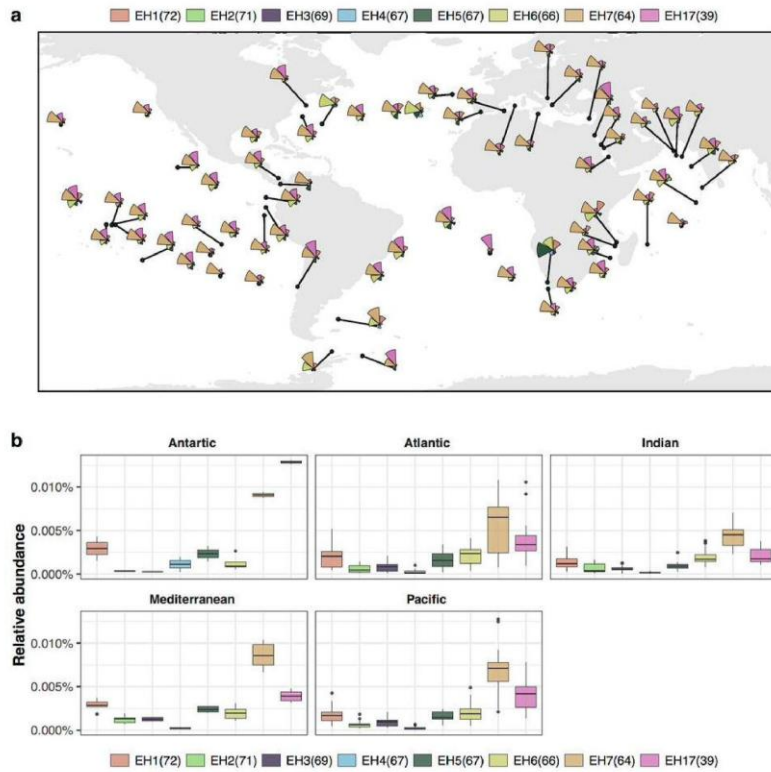 a
EH1(72) EH2(71) EH3(69) EH4(67) EH5(67) EH6(66) EH7(64) EH17(39)
b
Antartic Atlantic Indian
Relative abundance
0.010%
0.005%
0.000%
Mediterranean Pacific
0.010%
0.005%
0.000%
EH1(72) EH2(71) EH3(69) EH4(67) EH5(67) EH6(66) EH7(64) EH17(39)